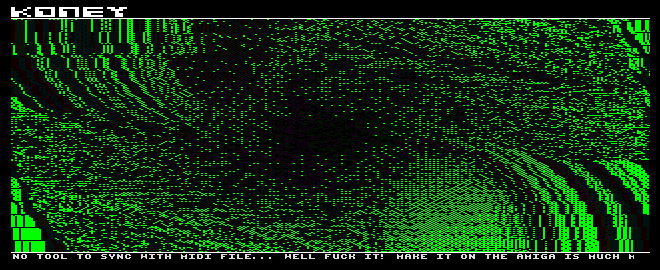 KONEY
NO TOOL TO SYNC WITH MIDI FILE... WELL FUCK IT! MAKE IT ON THE AMIGA IS MUCH